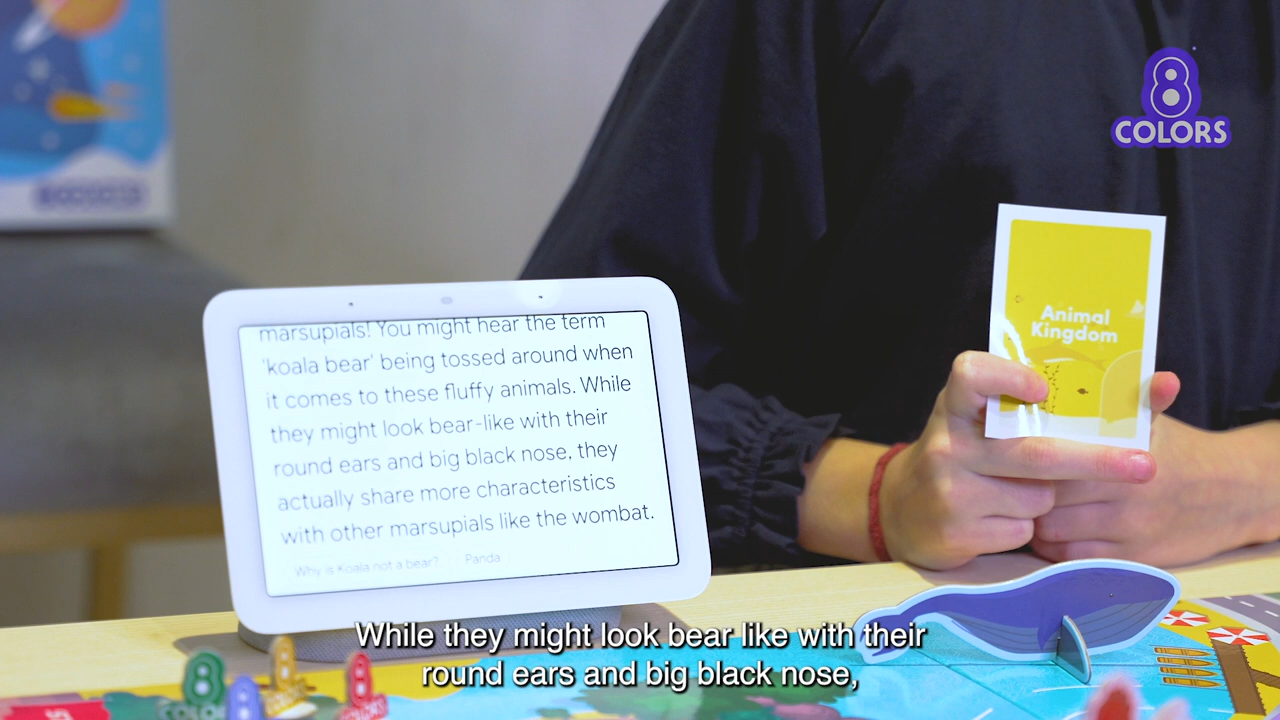 8
COLORS
Animal
Kingdom
marsupials! You might hear the term
'koala bear' being tossed around when
it comes to these fluffy animals. While
they might look bear-like with their
round ears and big black nose, they
actually share more characteristics
with other marsupials like the wombat.
Why is Koala not a bear? Panda
While they might look bear like with their
round ears and big black nose,
8